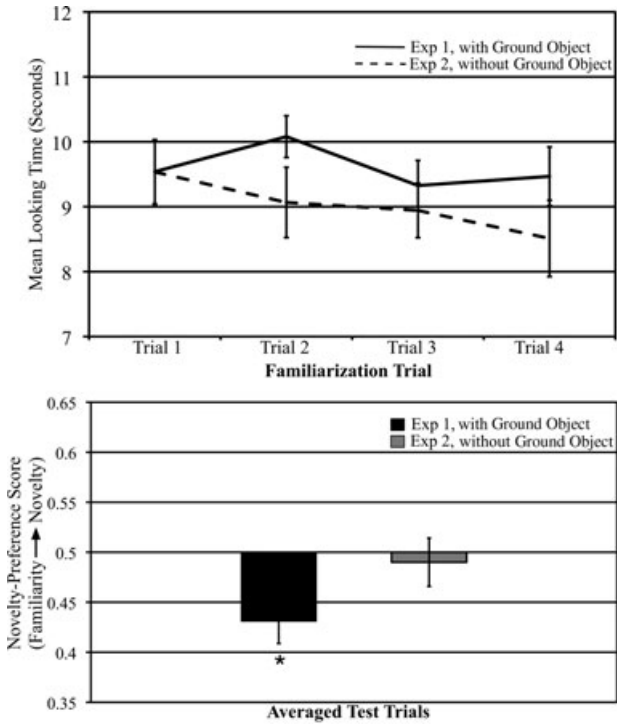 12
11
10
9
8
7
Mean Looking Time (Seconds)
Exp 1, with Ground Object
Exp 2, without Ground Object
Trial 1 Trial 2 Trial 3 Trial 4
Familiarization Trial
0.65
0.6
0.55
0.5
0.45
0.4
0.35
Novelty-Preference Score
(Familiarity → Novelty)
Exp 1, with Ground Object
Exp 2, without Ground Object
*
Averaged Test Trials